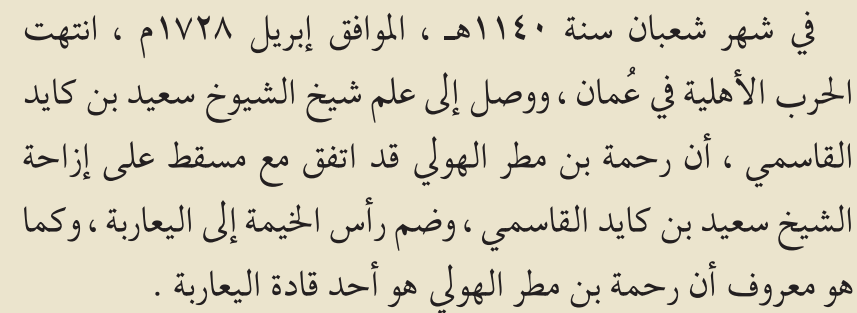 في شهر شعبان سنة ١١٤٠هـ ، الموافق إبريل ١٧٢٨م ، انتهت
الحرب الأهلية في عُمان ، ووصل إلى علم شيخ الشيوخ سعيد بن كايد
القاسمي ، أن رحمة بن مطر الهولي قد اتفق مع مسقط على إزاحة
الشيخ سعيد بن كايد القاسمي ، وضم رأس الخيمة إلى اليعاربة ، وكما
هو معروف أن رحمة بن مطر الهولي هو أحد قادة اليعاربة .